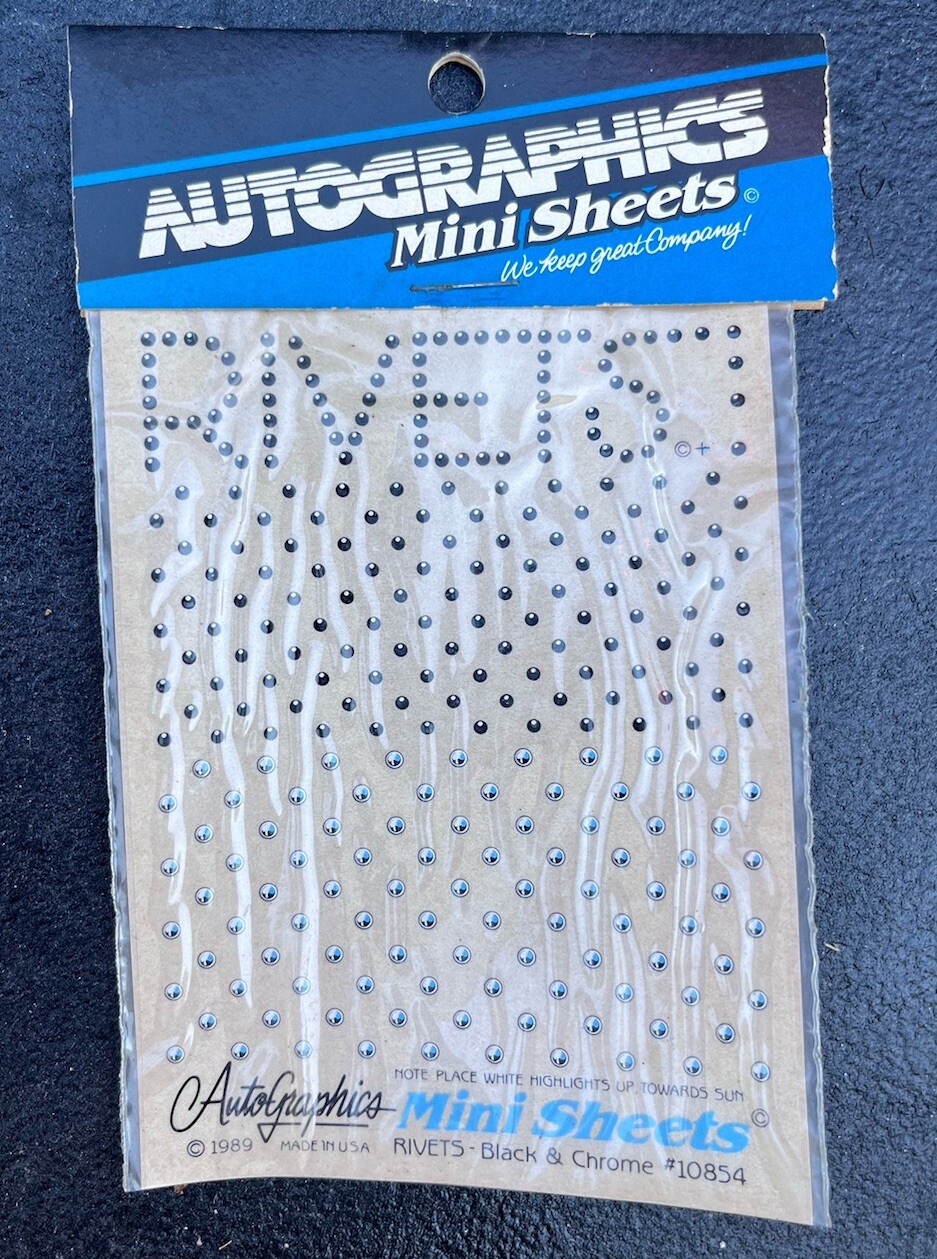 AUTOGRAPHICS
Mini Sheets ©
We keep great Company!
RIVETS
© +
NOTE: PLACE WHITE HIGHLIGHTS UP, TOWARDS SUN
AutoGraphics Mini Sheets ©
© 1989 MADE IN USA RIVETS - Black & Chrome #10854